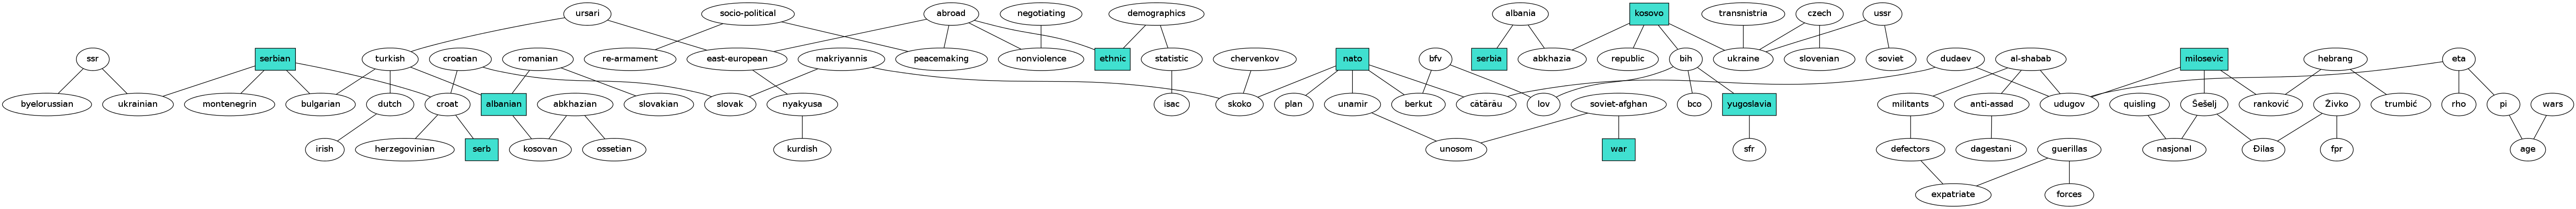 ursari socio-political abroad negotiating demographics albania kosovo transnistria czech ussr
ssr serbian turkish croatian romanian re-armament east-european makriyannis peacemaking nonviolence ethnic statistic chervenkov nato bfv serbia abkhazia republic bih ukraine slovenian soviet dudaev al-shabab milosevic hebrang eta
byelorussian ukrainian montenegrin bulgarian dutch croat albanian abkhazian slovakian slovak nyakyusa isac skoko plan unamir berkut cătărău lov soviet-afghan bco yugoslavia militants anti-assad udugov quisling Šešelj ranković Živko trumbić rho pi wars
irish herzegovinian serb kosovan ossetian kurdish unosom war sfr defectors dagestani guerillas nasjonal Đilas fpr age
expatriate forces